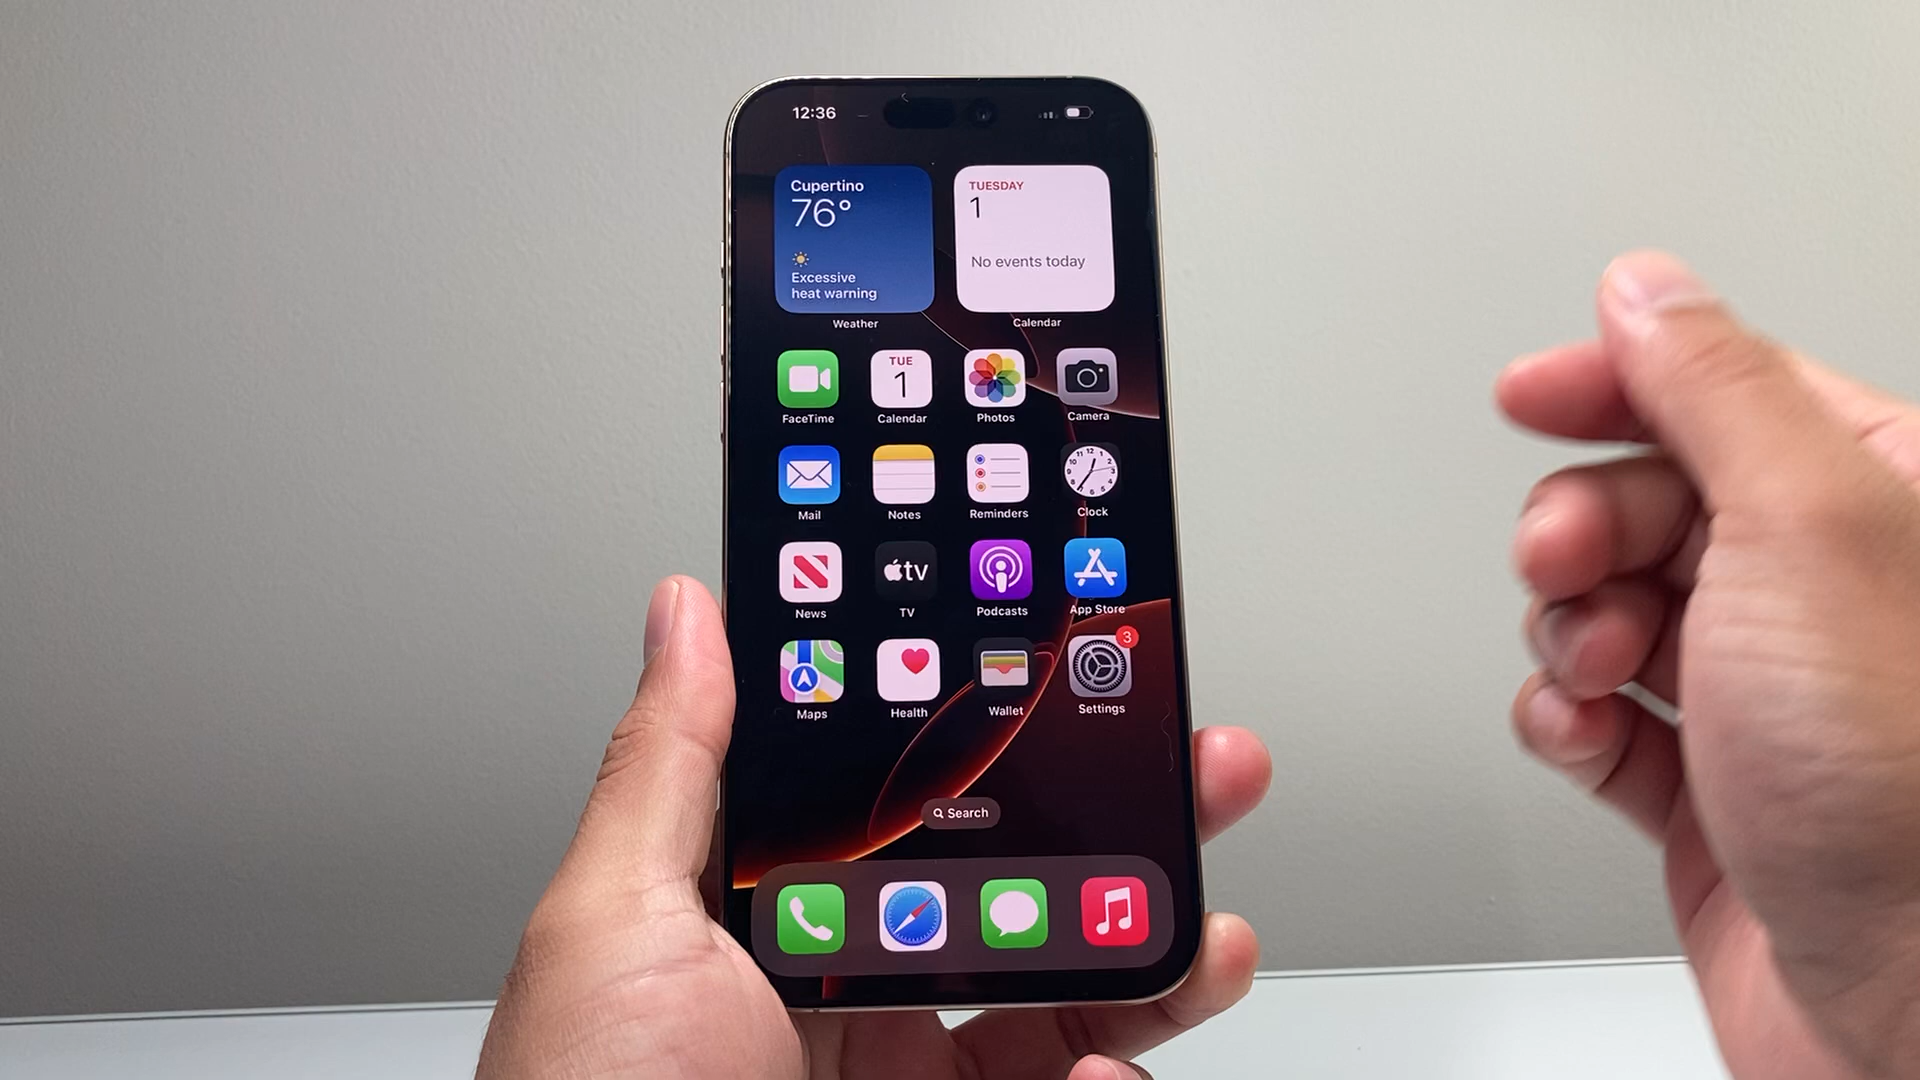 12:36
Cupertino
76°
Excessive
heat warning
Weather
TUESDAY
1
No events today
Calendar
FaceTime
TUE
1
Calendar
Photos
Camera
Mail
Notes
Reminders
Clock
News
tv
TV
Podcasts
App Store
Maps
Health
Wallet
3
Settings
Search